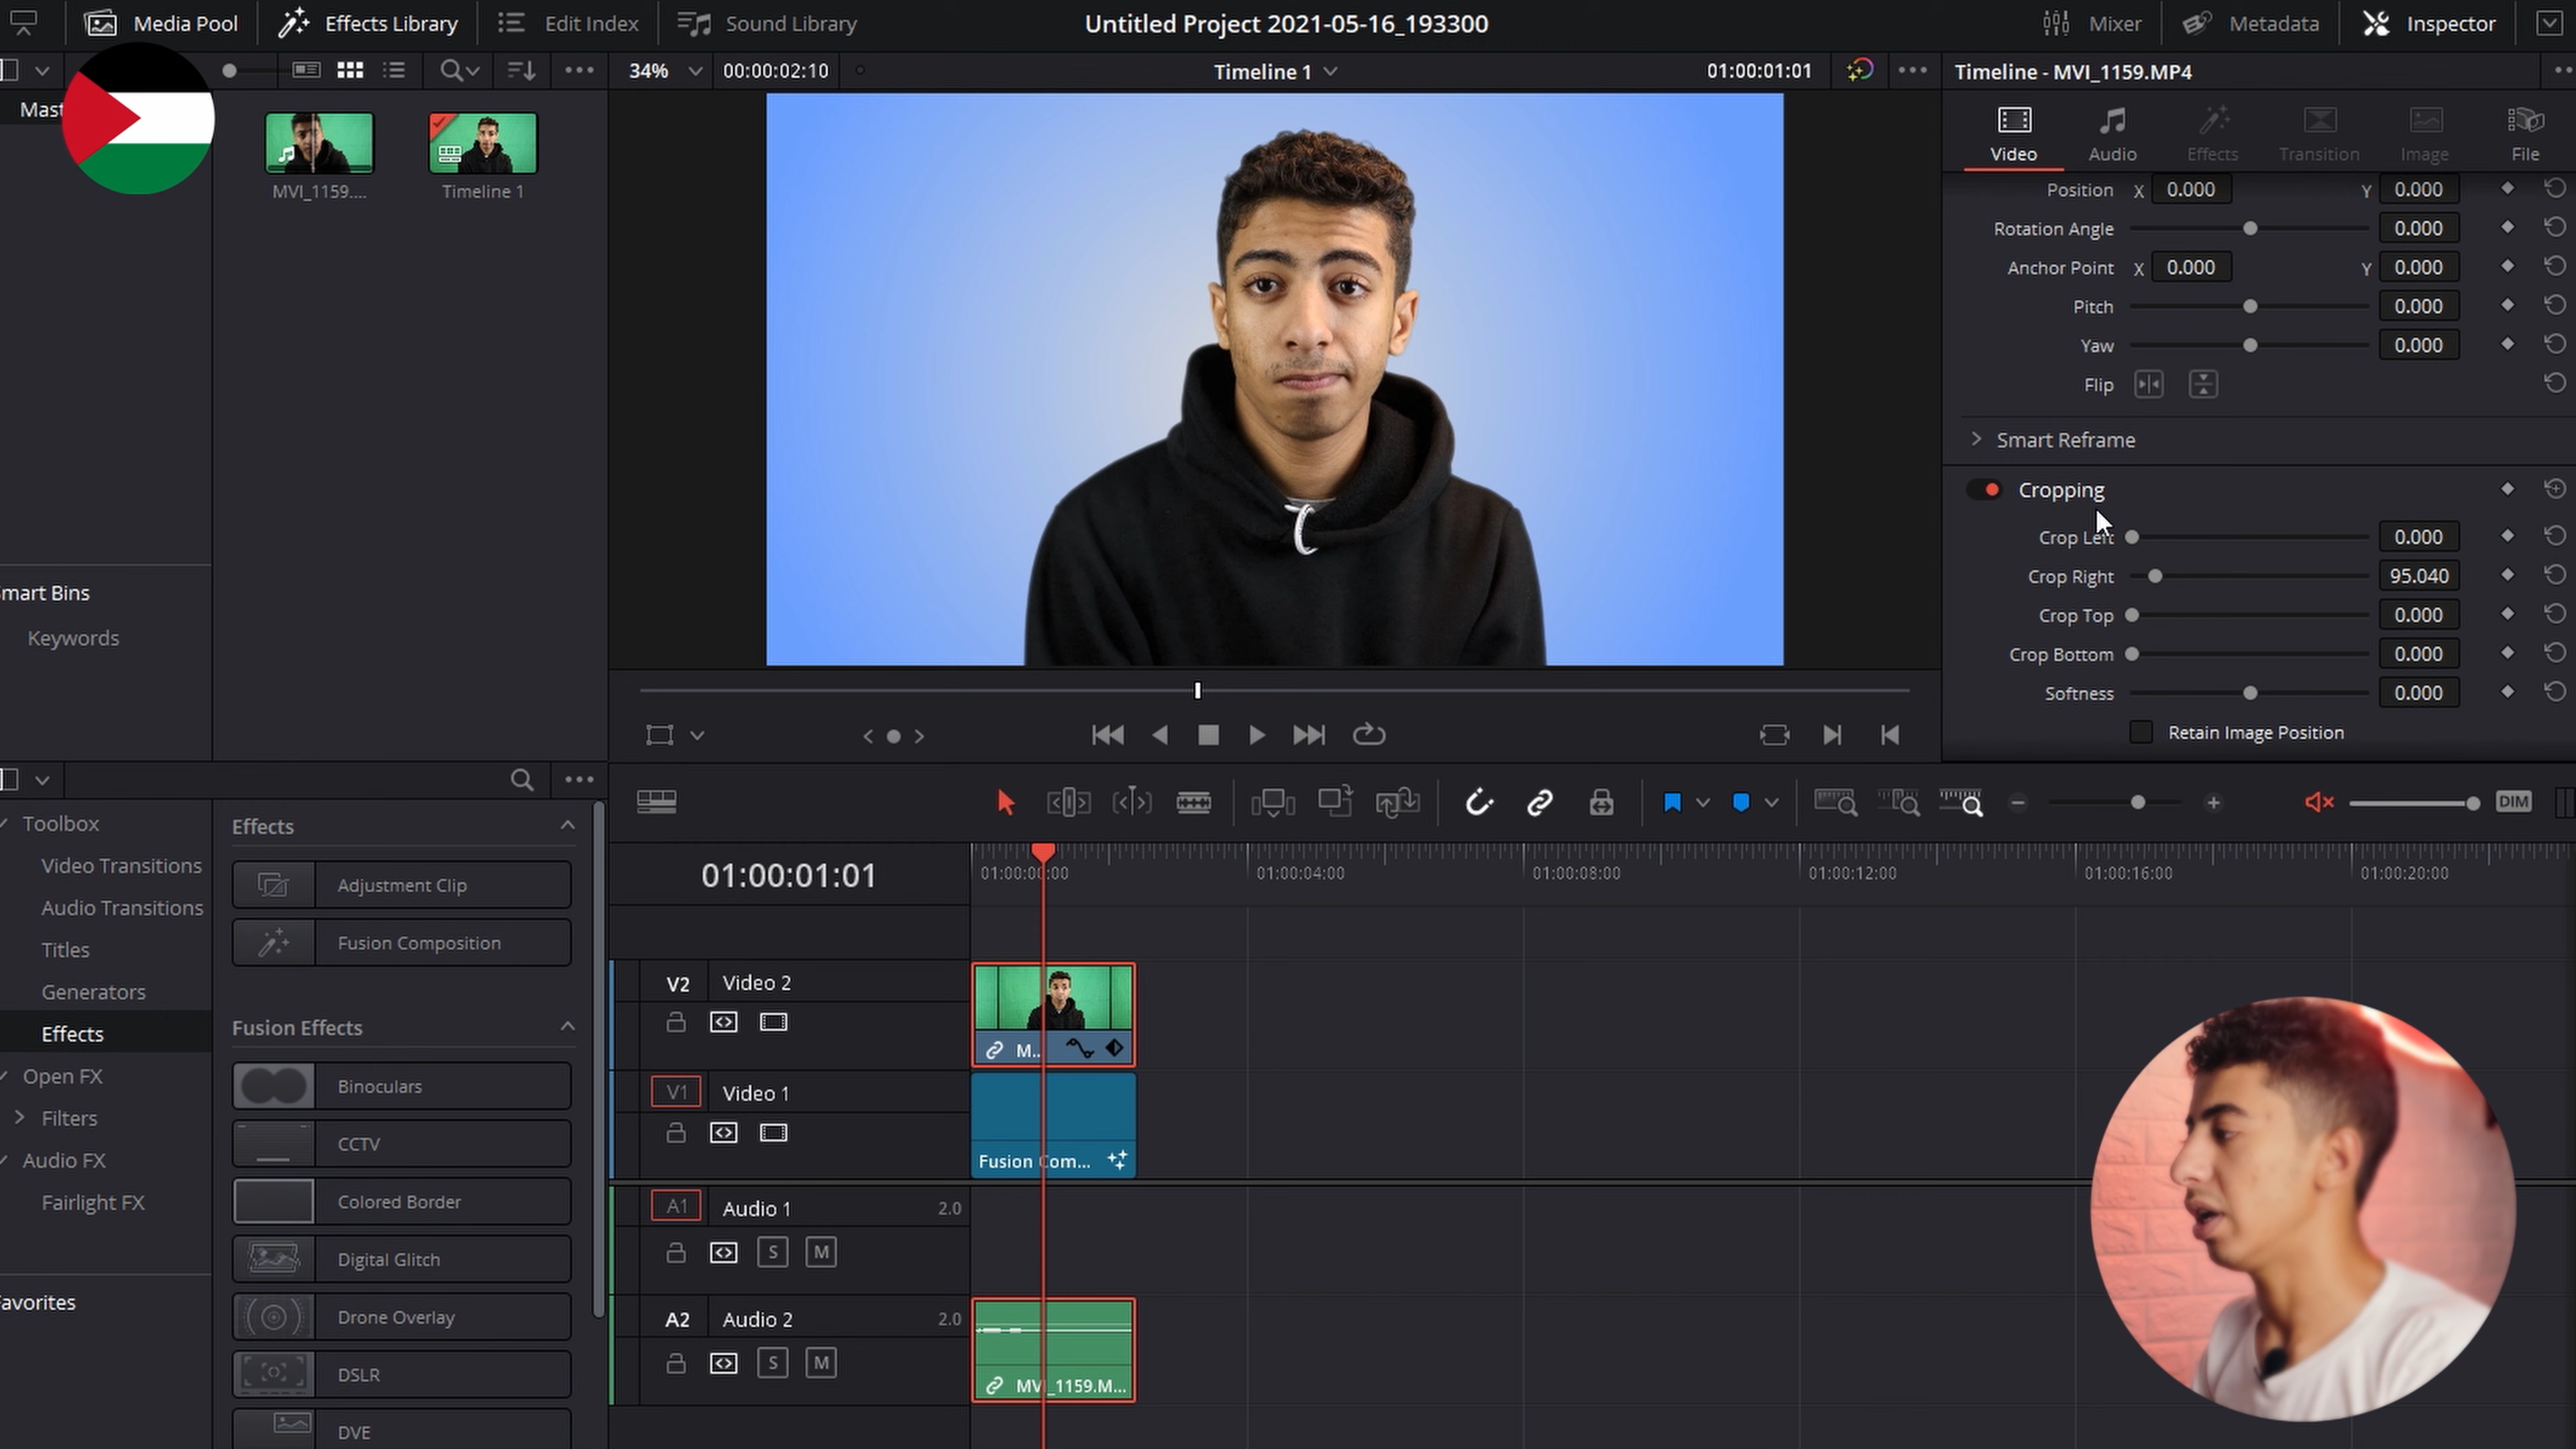 Media Pool
Effects Library
Edit Index
Sound Library
Untitled Project 2021-05-16_193300
Mixer
Metadata
Inspector
34%
00:00:02:10
Timeline 1
01:00:01:01
Timeline - MVI_1159.MP4
Mast
MVI_1159....
Timeline 1
Video
Audio
Effects
Transition
Image
File
Position X 0.000 Y 0.000
Rotation Angle 0.000
Anchor Point X 0.000 Y 0.000
Pitch 0.000
Yaw 0.000
Flip
Smart Reframe
Cropping
Crop Left 0.000
Crop Right 95.040
Crop Top 0.000
Crop Bottom 0.000
Softness 0.000
Retain Image Position
mart Bins
Keywords
Toolbox
Video Transitions
Audio Transitions
Titles
Generators
Effects
Open FX
Filters
Audio FX
Fairlight FX
avorites
Effects
Adjustment Clip
Fusion Composition
Fusion Effects
Binoculars
CCTV
Colored Border
Digital Glitch
Drone Overlay
DSLR
DVE
DIM
01:00:01:01
01:00:00:00
01:00:04:00
01:00:08:00
01:00:12:00
01:00:16:00
01:00:20:00
V2 Video 2
M..
V1 Video 1
Fusion Com...
A1 Audio 1 2.0
S M
A2 Audio 2 2.0
S M
MVI_1159.M...